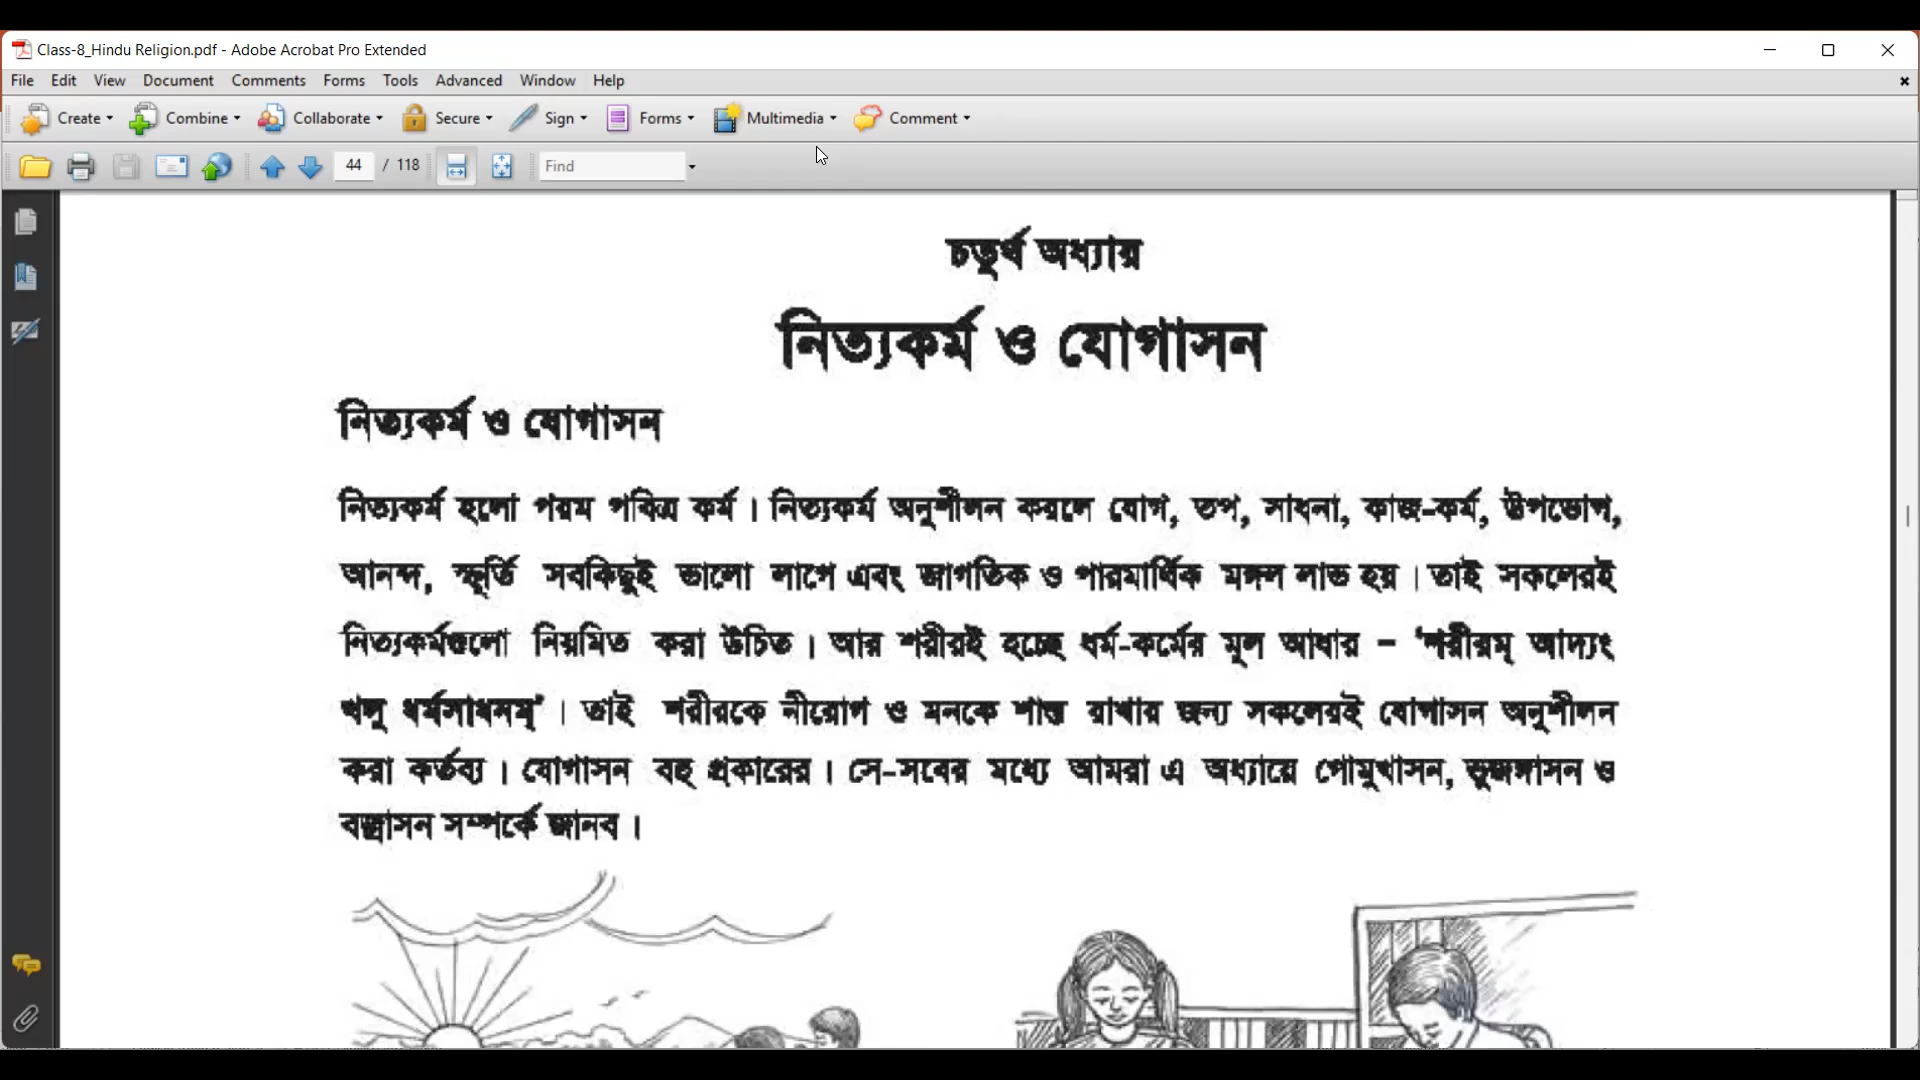 Class-8_Hindu Religion.pdf - Adobe Acrobat Pro Extended
File Edit View Document Comments Forms Tools Advanced Window Help
Create Combine Collaborate Secure Sign Forms Multimedia Comment
44 / 118 Find
চতুর্থ অধ্যায়
নিত্যকর্ম ও যোগাসন
নিত্যকর্ম ও যোগাসন
নিত্যকর্ম হলো পরম পবিত্র কর্ম । নিত্যকর্ম অনুশীলন করলে যোগ, তপ, সাধনা, কাজ-কর্ম, উপভোগ,
আনন্দ, স্ফূর্তি সবকিছুই ভালো লাগে এবং জাগতিক ও পারমার্থিক মঙ্গল লাভ হয় । তাই সকলেরই
নিত্যকর্মগুলো নিয়মিত করা উচিত । আর শরীরই হচ্ছে ধর্ম-কর্মের মূল আধার – ‘শরীরম্ আদ্যং
খলু ধর্মসাধনম্’ । তাই শরীরকে নীরোগ ও মনকে শান্ত রাখার জন্য সকলেরই যোগাসন অনুশীলন
করা কর্তব্য । যোগাসন বহু প্রকারের । সে-সবের মধ্যে আমরা এ অধ্যায়ে গোমুখাসন, ভুজঙ্গাসন ও
বজ্রাসন সম্পর্কে জানব ।